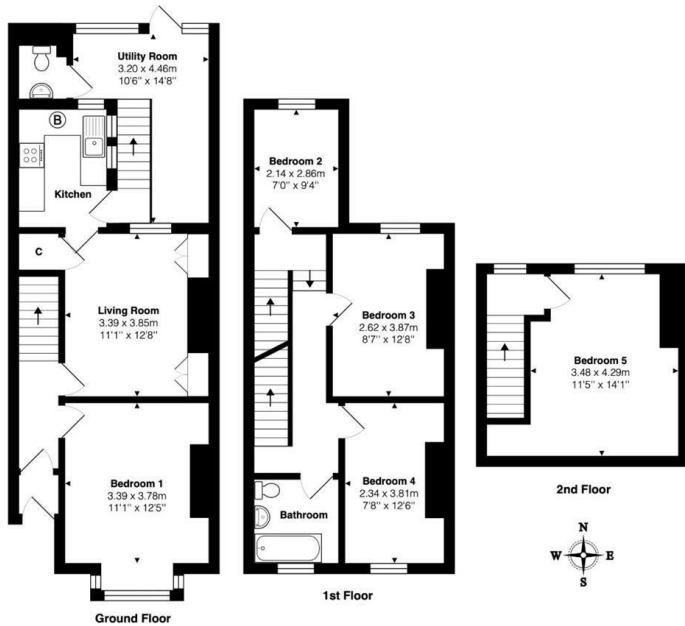 Utility Room
3.20 x 4.46m
10'6" x 14'8"
B
Kitchen
C
Living Room
3.39 x 3.85m
11'1" x 12'8"
Bedroom 1
3.39 x 3.78m
11'1" x 12'5"
Ground Floor
Bedroom 2
2.14 x 2.86m
7'0" x 9'4"
Bedroom 3
2.62 x 3.87m
8'7" x 12'8"
Bedroom 4
2.34 x 3.81m
7'8" x 12'6"
Bathroom
1st Floor
Bedroom 5
3.48 x 4.29m
11'5" x 14'1"
2nd Floor
N
W E
S